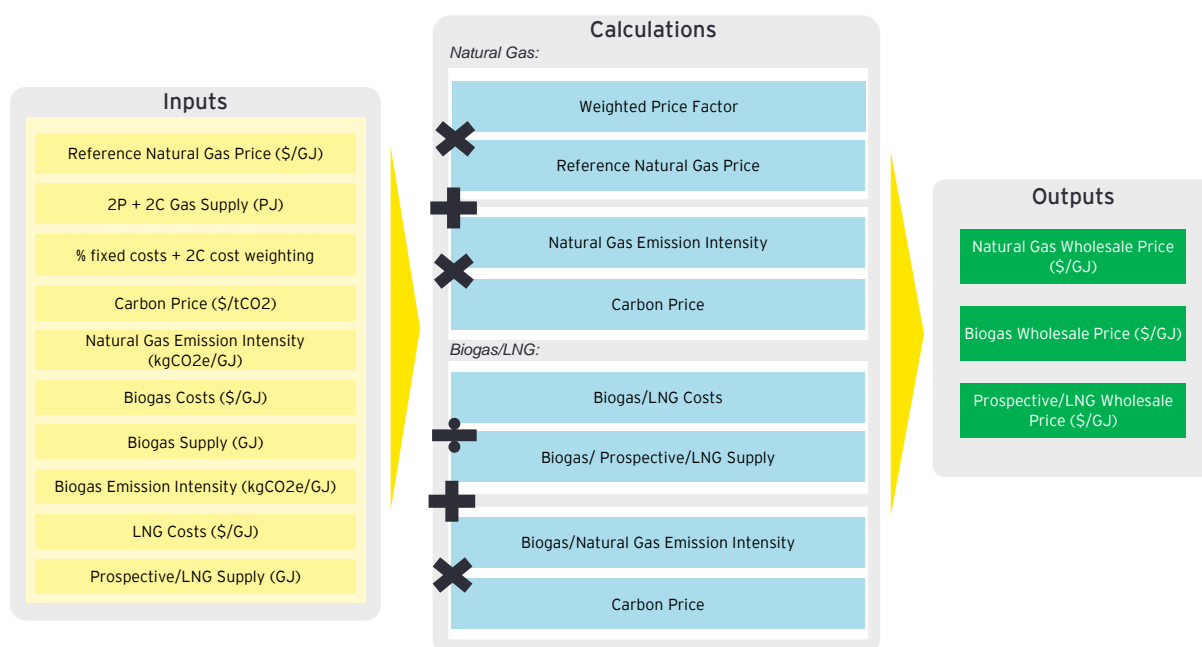 Inputs
Reference Natural Gas Price ($/GJ)
2P + 2C Gas Supply (PJ)
% fixed costs + 2C cost weighting
Carbon Price ($/tCO2)
Natural Gas Emission Intensity
(kgCO2e/GJ)
Biogas Costs ($/GJ)
Biogas Supply (GJ)
Biogas Emission Intensity (kgCO2e/GJ)
LNG Costs ($/GJ)
Prospective/LNG Supply (GJ)
Calculations
Natural Gas:
Weighted Price Factor
Reference Natural Gas Price
Natural Gas Emission Intensity
Carbon Price
Biogas/LNG:
Biogas/LNG Costs
Biogas/ Prospective/LNG Supply
Biogas/Natural Gas Emission Intensity
Carbon Price
Outputs
Natural Gas Wholesale Price
($/GJ)
Biogas Wholesale Price ($/GJ)
Prospective/LNG Wholesale
Price ($/GJ)